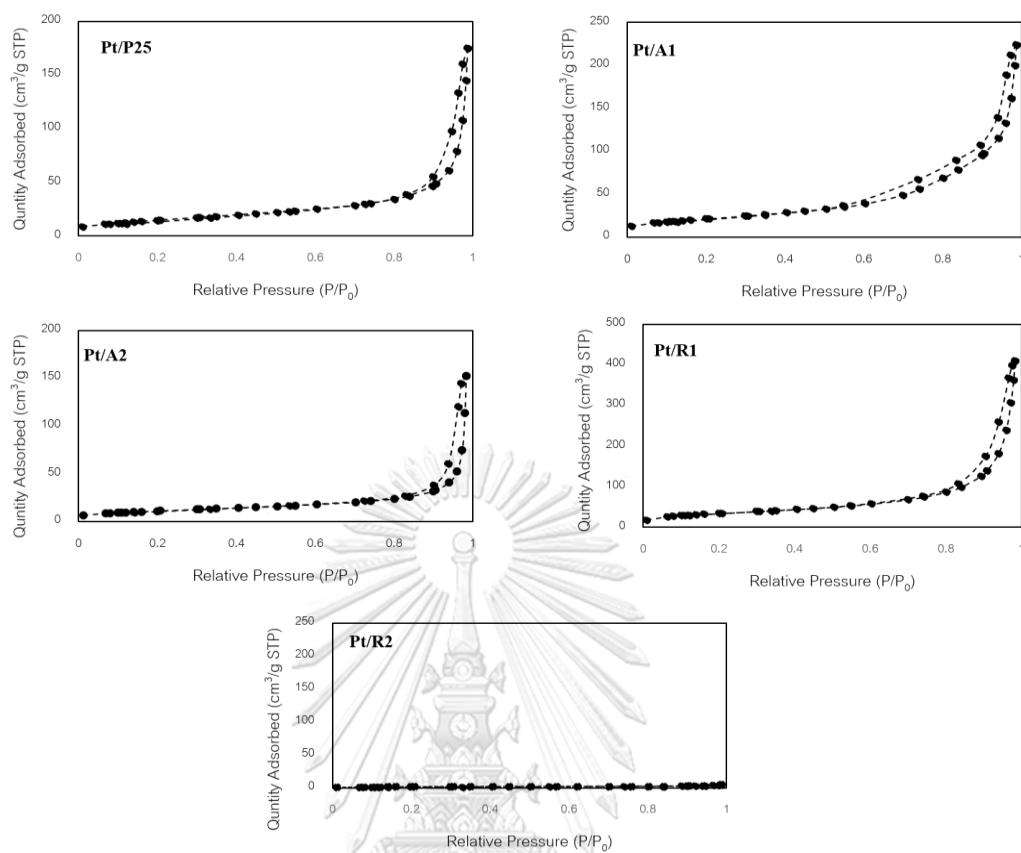 Pt/P25
Quntity Adsorbed (cm³/g STP)
200
150
100
50
0
0 0.2 0.4 0.6 0.8 1
Relative Pressure (P/P₀)
Pt/A1
Quntity Adsorbed (cm³/g STP)
250
200
150
100
50
0
0 0.2 0.4 0.6 0.8 1
Relative Pressure (P/P₀)
Pt/A2
Quntity Adsorbed (cm³/g STP)
200
150
100
50
0
0 0.2 0.4 0.6 0.8 1
Relative Pressure (P/P₀)
Pt/R1
Quntity Adsorbed (cm³/g STP)
500
400
300
200
100
0
0 0.2 0.4 0.6 0.8 1
Relative Pressure (P/P₀)
Pt/R2
Quntity Adsorbed (cm³/g STP)
250
200
150
100
50
0
0 0.2 0.4 0.6 0.8 1
Relative Pressure (P/P₀)